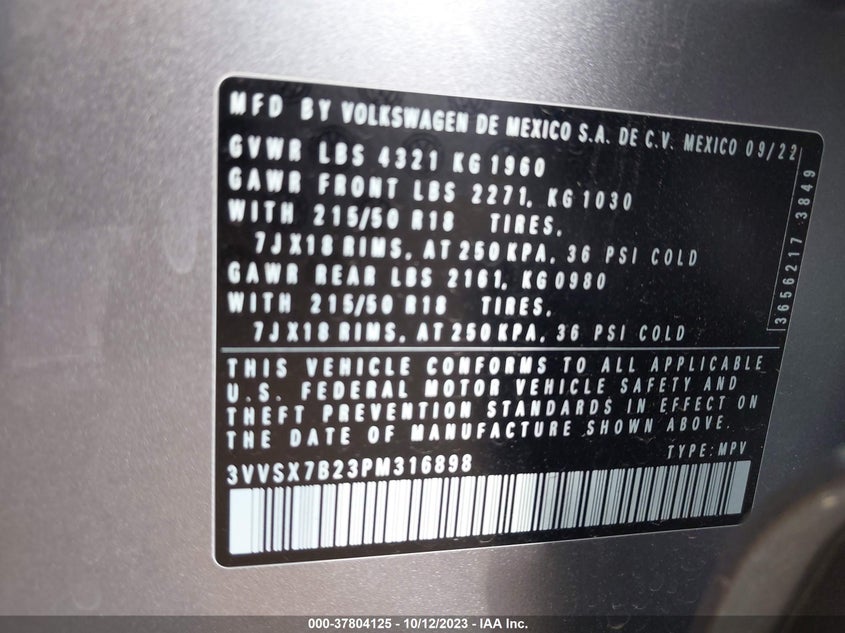 MFD BY VOLKSWAGEN DE MEXICO S.A. DE C.V. MEXICO 09/22
GVWR LBS 4321 KG 1960
GAWR FRONT LBS 2271, KG 1030
WITH 215/50 R18 TIRES,
7JX18 RIMS, AT 250 KPA, 36 PSI COLD
GAWR REAR LBS 2161, KG 0980
WITH 215/50 R18 TIRES,
7JX18 RIMS, AT 250 KPA, 36 PSI COLD
3656217 3849
THIS VEHICLE CONFORMS TO ALL APPLICABLE
U.S. FEDERAL MOTOR VEHICLE SAFETY AND
THEFT PREVENTION STANDARDS IN EFFECT ON
THE DATE OF MANUFACTURE SHOWN ABOVE.
3VVSX7B23PM316898 TYPE: MPV
000-37804125 - 10/12/2023 - IAA Inc.